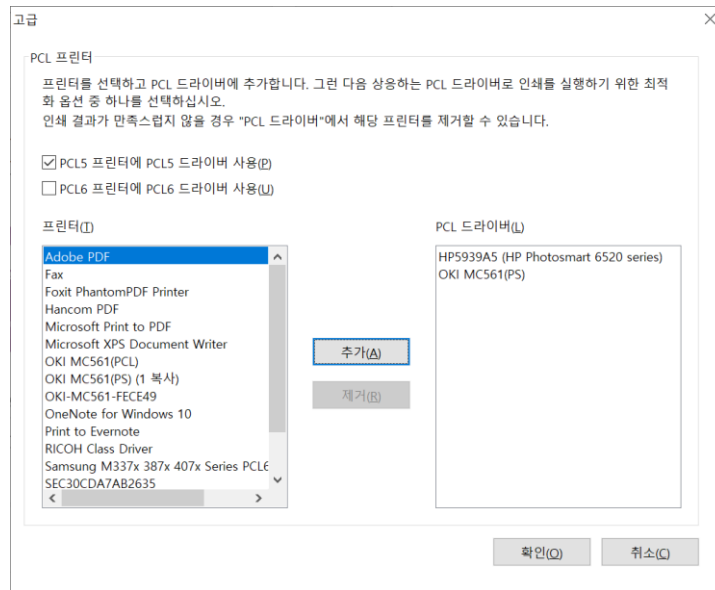 고급
PCL 프린터
프린터를 선택하고 PCL 드라이버에 추가합니다. 그런 다음 상응하는 PCL 드라이버로 인쇄를 실행하기 위한 최적
화 옵션 중 하나를 선택하십시오.
인쇄 결과가 만족스럽지 않을 경우 "PCL 드라이버"에서 해당 프린터를 제거할 수 있습니다.
PCL5 프린터에 PCL5 드라이버 사용(P)
PCL6 프린터에 PCL6 드라이버 사용(U)
프린터(T)
Adobe PDF
Fax
Foxit PhantomPDF Printer
Hancom PDF
Microsoft Print to PDF
Microsoft XPS Document Writer
OKI MC561(PCL)
OKI MC561(PS) (1 복사)
OKI-MC561-FECE49
OneNote for Windows 10
Print to Evernote
RICOH Class Driver
Samsung M337x 387x 407x Series PCL6
SEC30CDA7AB2635
추가(A)
제거(R)
PCL 드라이버(L)
HP5939A5 (HP Photosmart 6520 series)
OKI MC561(PS)
확인(O)
취소(C)